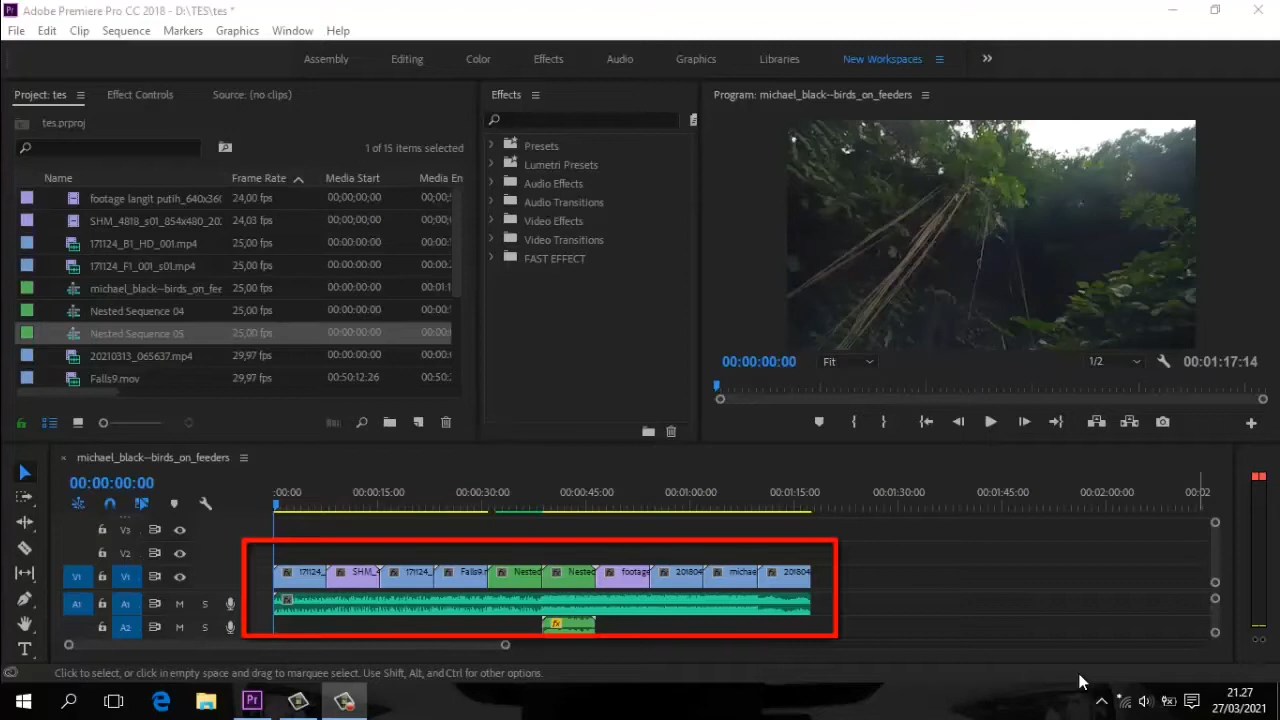 Adobe Premiere Pro CC 2018 - D:\TES\tes *
File Edit Clip Sequence Markers Graphics Window Help
Assembly Editing Color Effects Audio Graphics Libraries New Workspaces
Project: tes Effect Controls Source: (no clips)
Effects
Program: michael_black--birds_on_feeders
tes.prproj
1 of 15 items selected
Name Frame Rate Media Start Media En
footage langit putih_640x36 24,00 fps 00;00;00;00 00;00;
SHM_4818_s01_854x480_20 24,03 fps 00;00;00;00 00;00;
171124_B1_HD_001.mp4 25,00 fps 00:00:00:00 00:00:
171124_F1_001_s01.mp4 25,00 fps 00:00:00:00 00:00:
michael_black--birds_on_fee 25,00 fps 00:00:00:00 00:01:1
Nested Sequence 04 25,00 fps 00:00:00:00 00:00:
Nested Sequence 05 25,00 fps 00:00:00:00 00:00:
20210313_065637.mp4 29,97 fps 00:00:00:00 00:00:
Falls9.mov 29,97 fps 00:50:12:26 00:50:
Presets
Lumetri Presets
Audio Effects
Audio Transitions
Video Effects
Video Transitions
FAST EFFECT
00:00:00:00 Fit 1/2 00:01:17:14
michael_black--birds_on_feeders
00:00:00:00
:00:00 00:00:15:00 00:00:30:00 00:00:45:00 00:01:00:00 00:01:15:00 00:01:30:00 00:01:45:00 00:02:00:00 00:02
V3
V2
V1 V1 171124_ SHM_ 171124_ Falls9.m Nested Nested footage 201804 michae 201804
A1 A1 M S
A2 M S fx
Click to select, or click in empty space and drag to marquee select. Use Shift, Alt, and Ctrl for other options.
Pr
21.27
27/03/2021